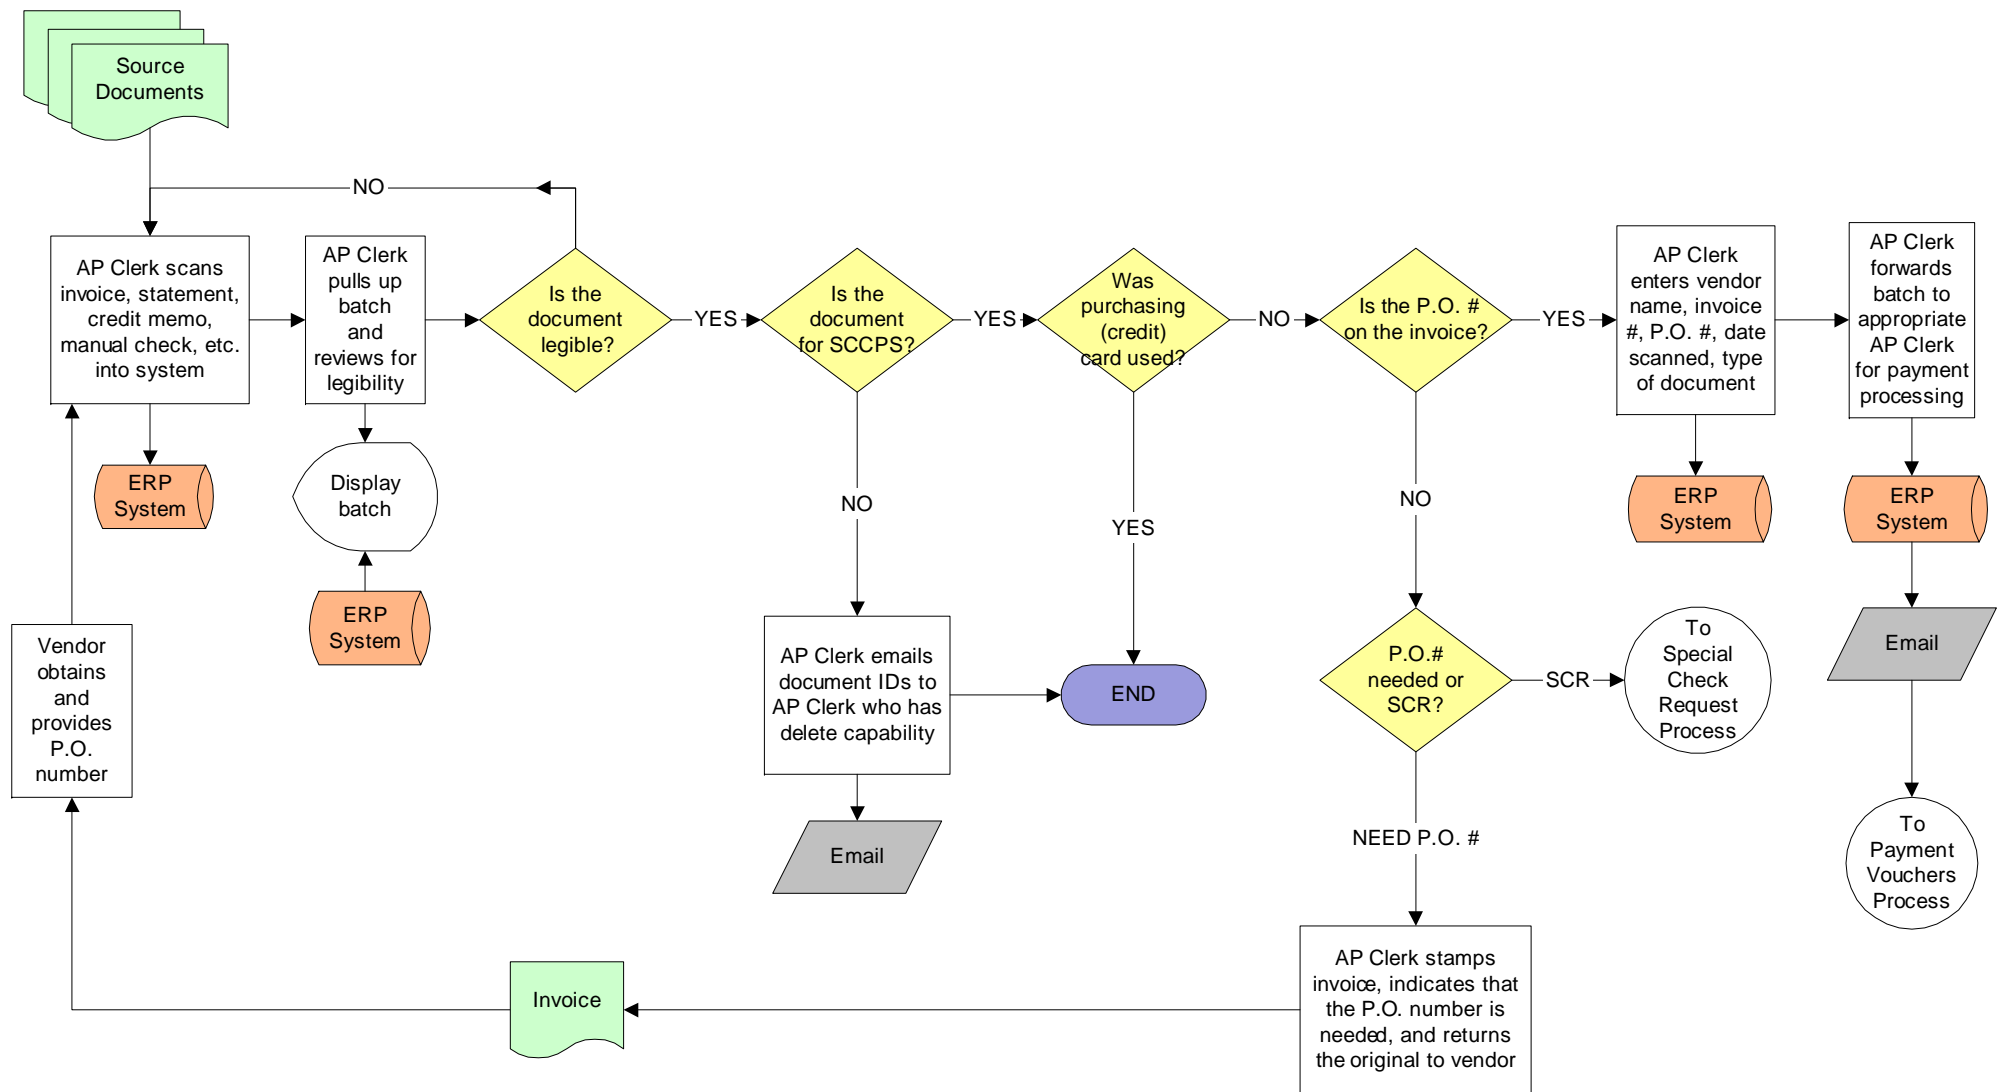 Source
Documents
NO
AP Clerk scans
invoice, statement,
credit memo,
manual check, etc.
into system
AP Clerk
pulls up
batch
and
reviews for
legibility
Is the
document
legible?
YES
Is the
document
for SCCPS?
YES
Was
purchasing
(credit)
card used?
NO
Is the P.O. #
on the invoice?
YES
AP Clerk
enters vendor
name, invoice
#, P.O. #, date
scanned, type
of document
AP Clerk
forwards
batch to
appropriate
AP Clerk
for payment
processing
ERP
System
Display
batch
NO
YES
NO
ERP
System
ERP
System
ERP
System
Vendor
obtains
and
provides
P.O.
number
AP Clerk emails
document IDs to
AP Clerk who has
delete capability
END
P.O.#
needed or
SCR?
SCR
To
Special
Check
Request
Process
Email
Email
NEED P.O. #
To
Payment
Vouchers
Process
Invoice
AP Clerk stamps
invoice, indicates that
the P.O. number is
needed, and returns
the original to vendor